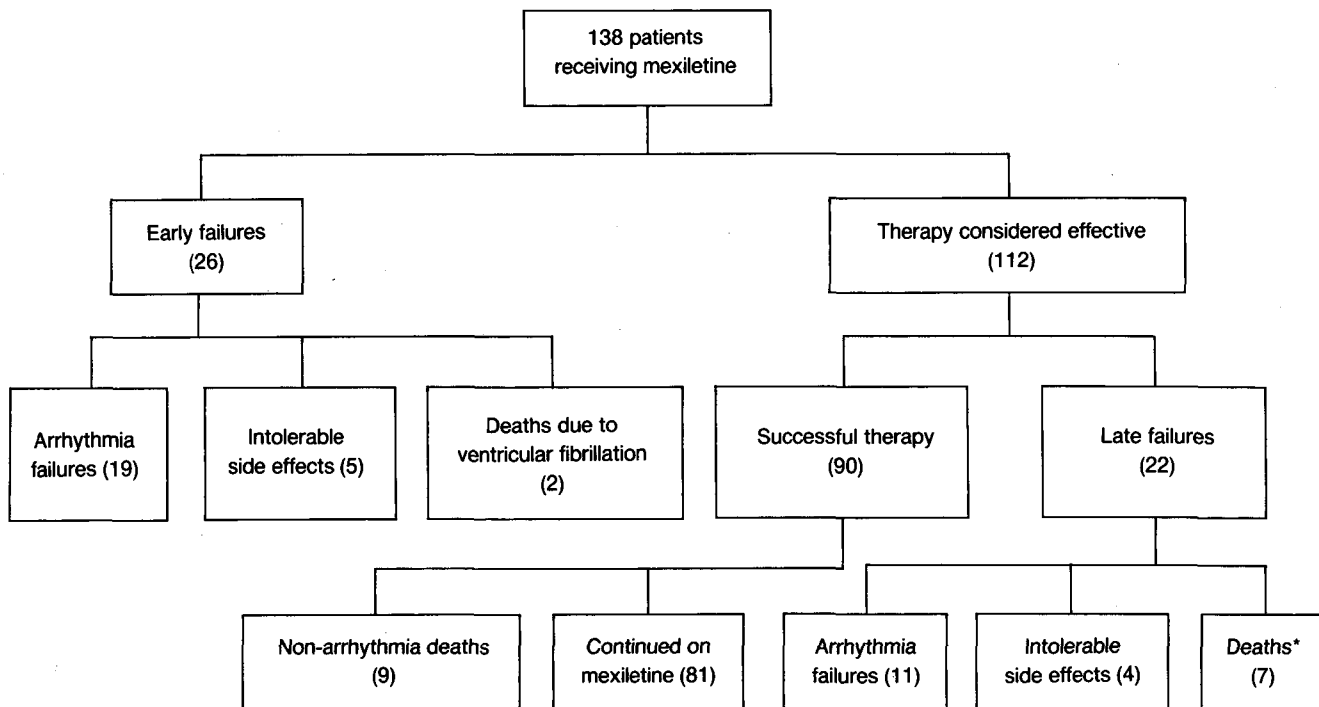 138 patients
receiving mexiletine
Early failures
(26)
Therapy considered effective
(112)
Arrhythmia
failures (19)
Intolerable
side effects (5)
Deaths due to
ventricular fibrillation
(2)
Successful therapy
(90)
Late failures
(22)
Non-arrhythmia deaths
(9)
Continued on
mexiletine (81)
Arrhythmia
failures (11)
Intolerable
side effects (4)
Deaths*
(7)